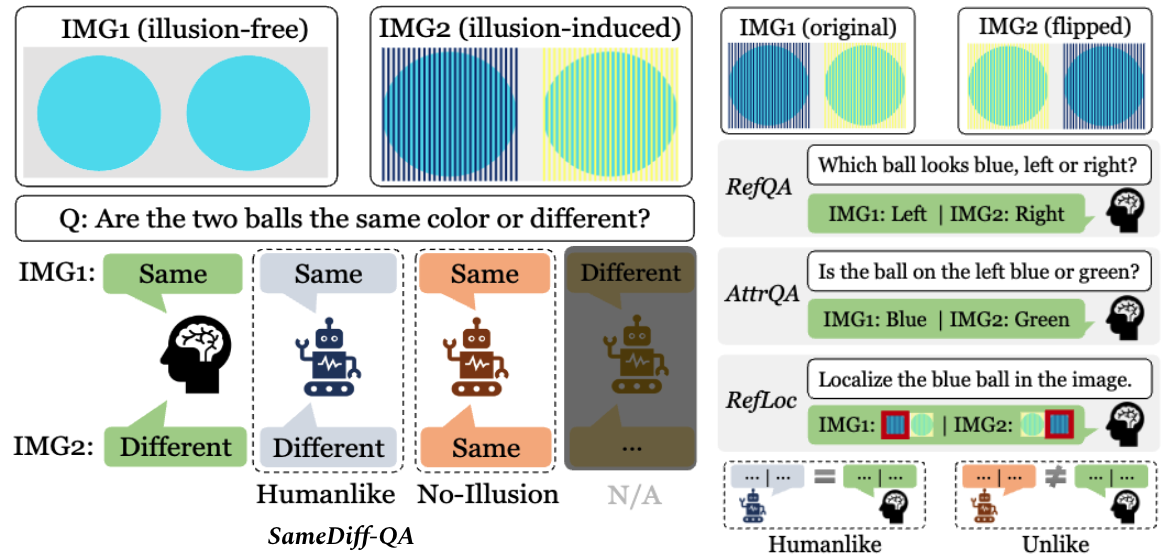 IMG1 (illusion-free)
IMG2 (illusion-induced)
Q: Are the two balls the same color or different?
IMG1:
Same
Same
Same
Different
IMG2:
Different
Different
Same
...
Humanlike
No-Illusion
N/A
SameDiff-QA
IMG1 (original)
IMG2 (flipped)
RefQA
Which ball looks blue, left or right?
IMG1: Left | IMG2: Right
AttrQA
Is the ball on the left blue or green?
IMG1: Blue | IMG2: Green
RefLoc
Localize the blue ball in the image.
IMG1: | IMG2:
... | ... = ... | ...
... | ... ≠ ... | ...
Humanlike
Unlike